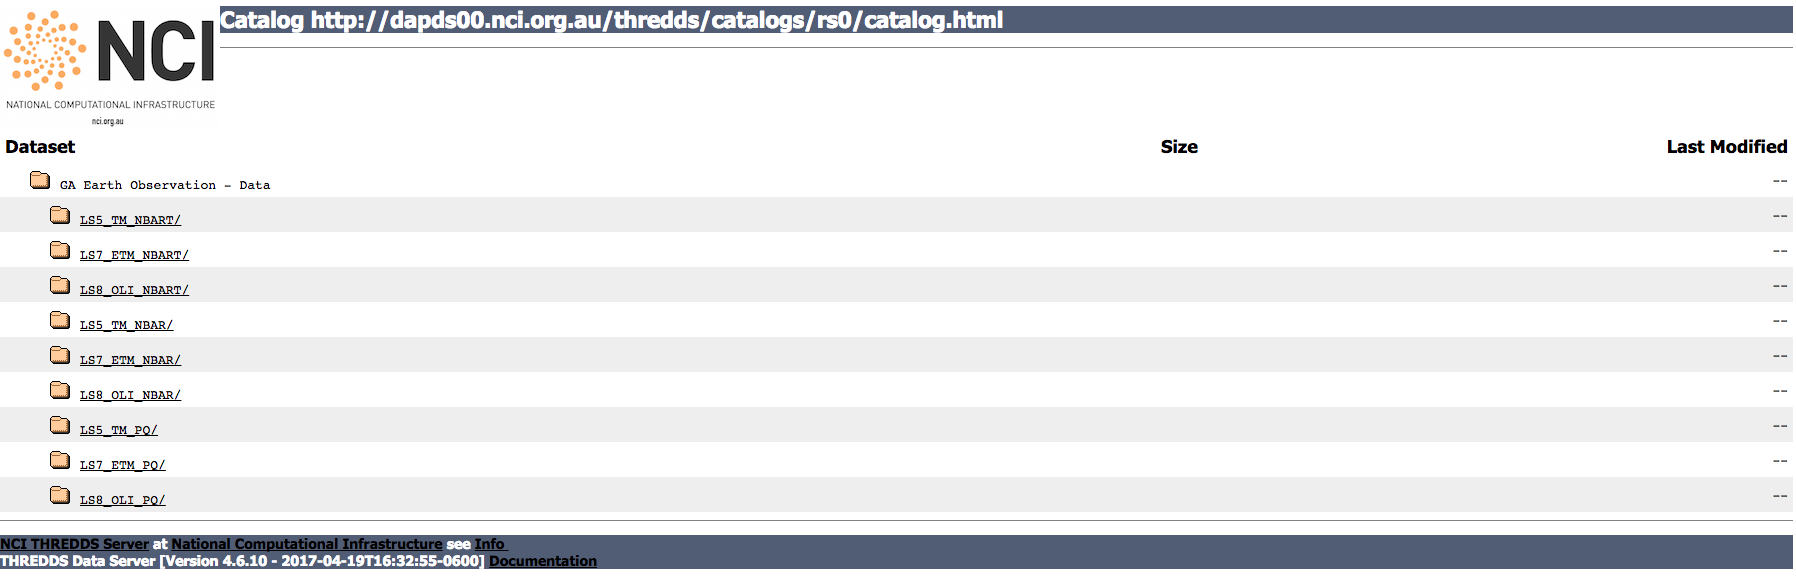 Catalog http://dapds00.nci.org.au/thredds/catalogs/rs0/catalog.html
NCI
NATIONAL COMPUTATIONAL INFRASTRUCTURE
nci.org.au
Dataset Size Last Modified
GA Earth Observation - Data --
LS5_TM_NBART/ --
LS7_ETM_NBART/ --
LS8_OLI_NBART/ --
LS5_TM_NBAR/ --
LS7_ETM_NBAR/ --
LS8_OLI_NBAR/ --
LS5_TM_PQ/ --
LS7_ETM_PQ/ --
LS8_OLI_PQ/ --
NCI THREDDS Server at National Computational Infrastructure see Info
THREDDS Data Server [Version 4.6.10 - 2017-04-19T16:32:55-0600] Documentation